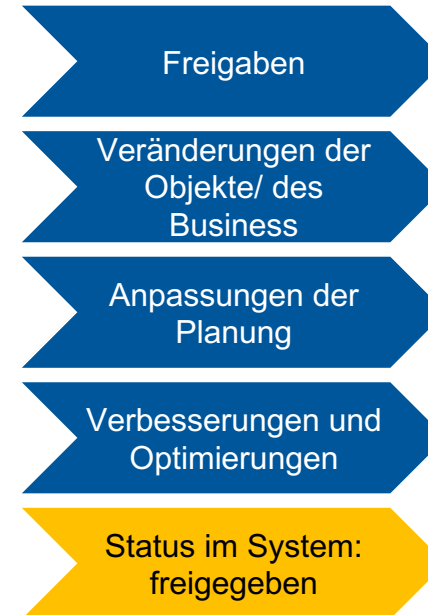 Freigaben
Veränderungen der
Objekte/ des
Business
Anpassungen der
Planung
Verbesserungen und
Optimierungen
Status im System:
freigegeben